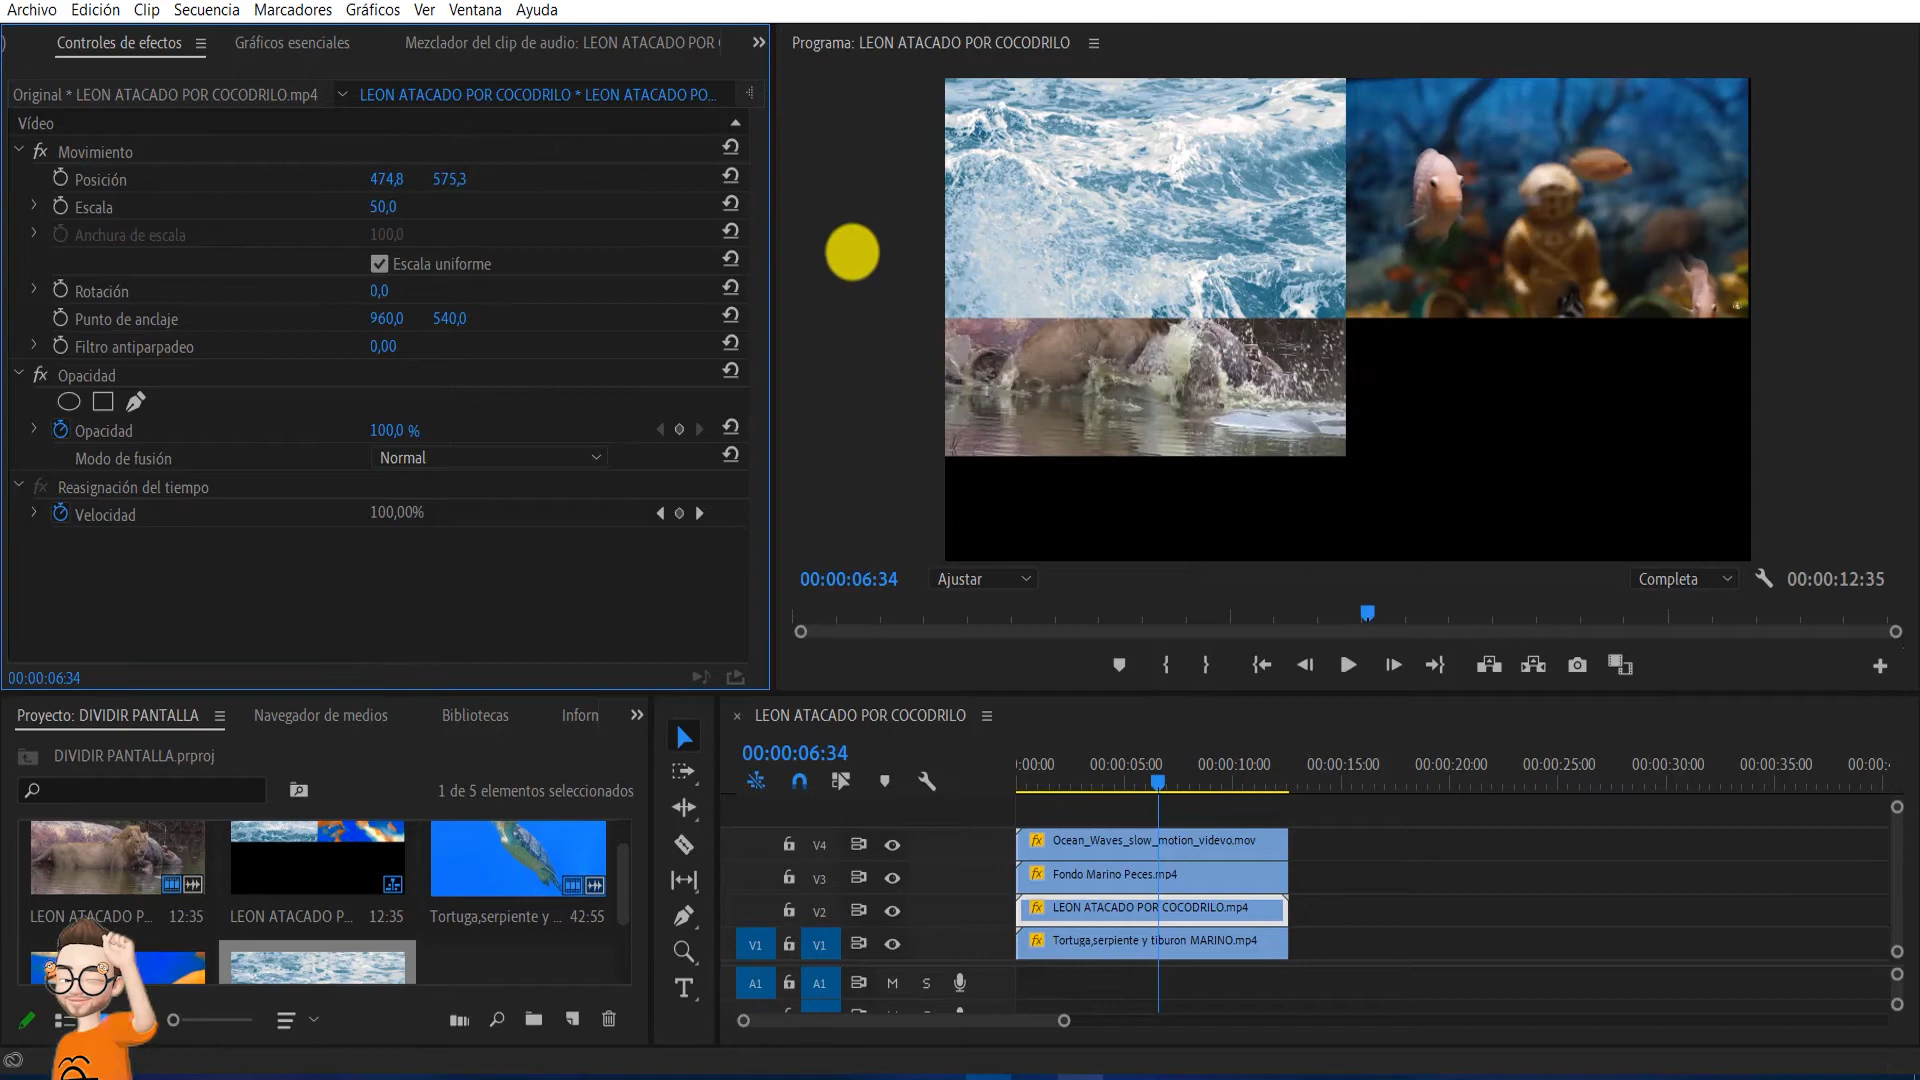 Archivo Edición Clip Secuencia Marcadores Gráficos Ver Ventana Ayuda
Controles de efectos Gráficos esenciales Mezclador del clip de audio: LEON ATACADO POR
Original * LEON ATACADO POR COCODRILO.mp4 LEON ATACADO POR COCODRILO * LEON ATACADO PO...
Vídeo
fx Movimiento
Posición 474,8 575,3
Escala 50,0
Anchura de escala 100,0
Escala uniforme
Rotación 0,0
Punto de anclaje 960,0 540,0
Filtro antiparpadeo 0,00
fx Opacidad
Opacidad 100,0 %
Modo de fusión Normal
fx Reasignación del tiempo
Velocidad 100,00%
00:00:06:34
Programa: LEON ATACADO POR COCODRILO
00:00:06:34 Ajustar Completa 00:00:12:35
Proyecto: DIVIDIR PANTALLA Navegador de medios Bibliotecas Inforn
DIVIDIR PANTALLA.prproj
1 de 5 elementos seleccionados
LEON ATACADO P... 12:35 LEON ATACADO P... 12:35 Tortuga,serpiente y ... 42:55
LEON ATACADO POR COCODRILO
00:00:06:34
:00:00 00:00:05:00 00:00:10:00 00:00:15:00 00:00:20:00 00:00:25:00 00:00:30:00 00:00:35:00 00:00:
V4 fx Ocean_Waves_slow_motion_videvo.mov
V3 fx Fondo Marino Peces.mp4
V2 fx LEON ATACADO POR COCODRILO.mp4
V1 V1 fx Tortuga,serpiente y tiburon MARINO.mp4
A1 A1 M S